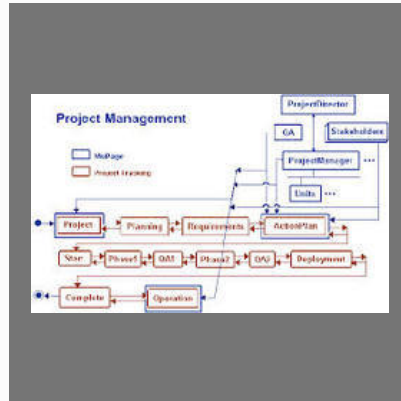 ProjectDirector
Project Management
QA
Stakeholders
MsPage
Project Tracking
ProjectManager
Units
Project
Planning
Requirements
ActionPlan
Start
Phase1
QA1
Phase2
QA2
Deployment
Complete
Operation